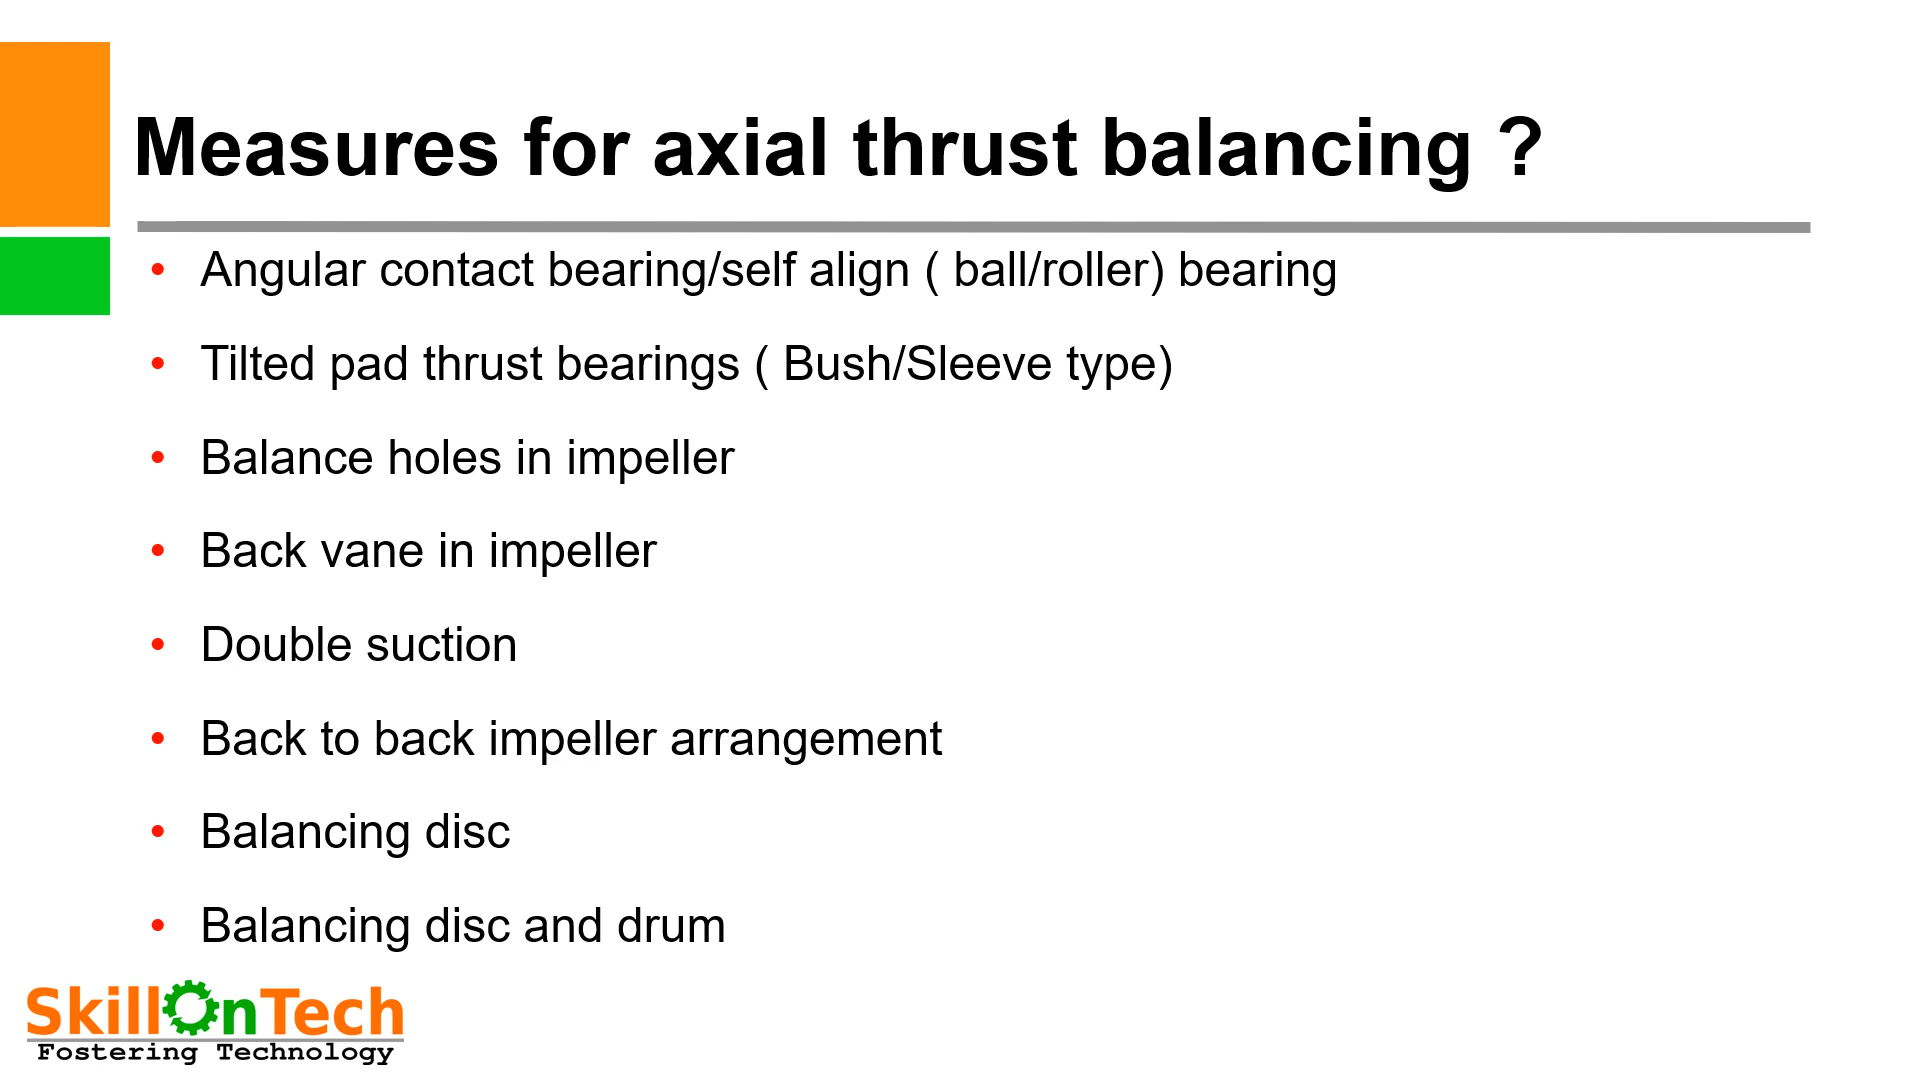 Measures for axial thrust balancing ?
• Angular contact bearing/self align ( ball/roller) bearing
• Tilted pad thrust bearings ( Bush/Sleeve type)
• Balance holes in impeller
• Back vane in impeller
• Double suction
• Back to back impeller arrangement
• Balancing disc
• Balancing disc and drum
SkillOnTech
Fostering Technology